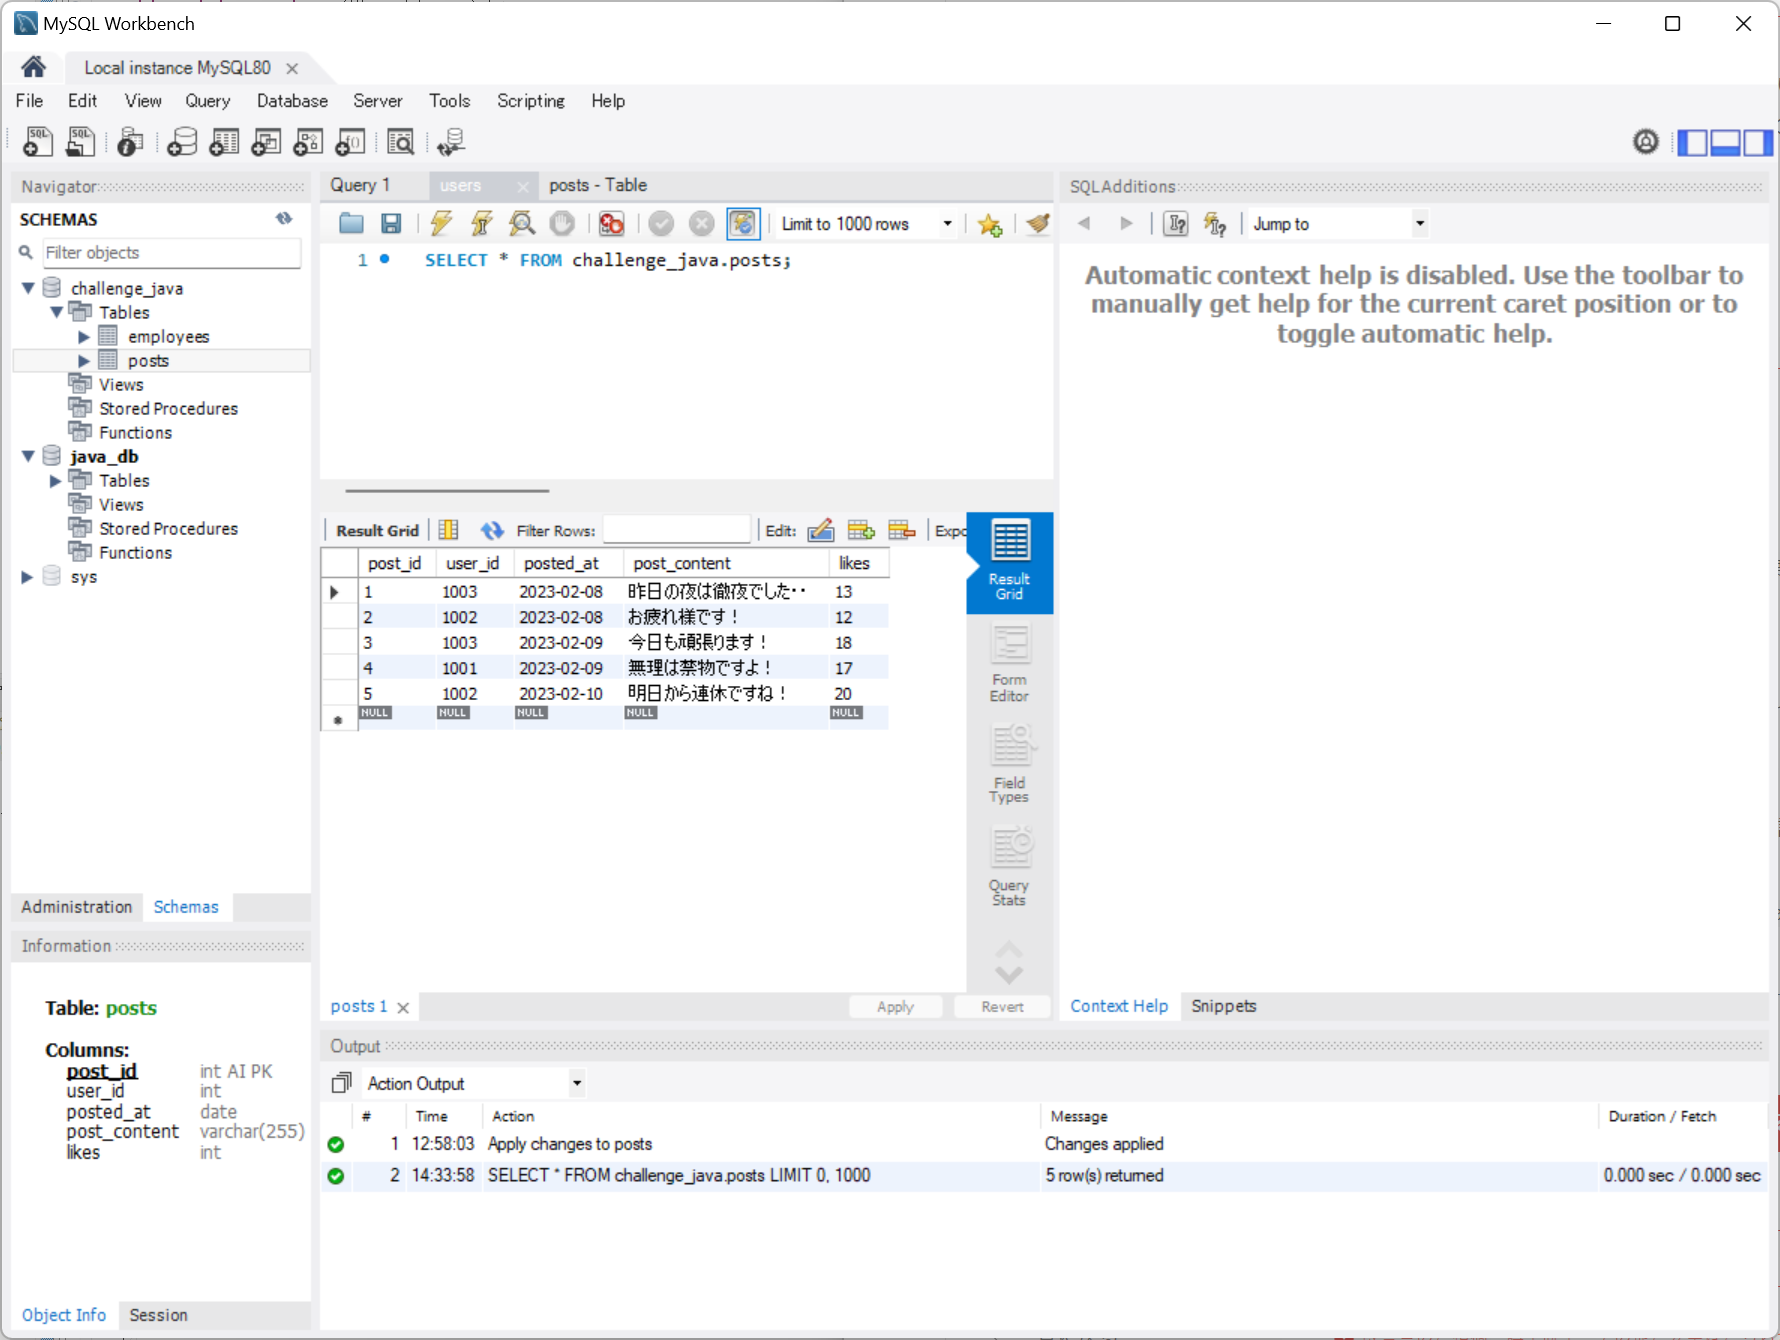 MySQL Workbench
Local instance MySQL80
File Edit View Query Database Server Tools Scripting Help
Navigator
SCHEMAS
Filter objects
challenge_java
Tables
employees
posts
Views
Stored Procedures
Functions
java_db
Tables
Views
Stored Procedures
Functions
sys
Administration Schemas
Information
Table: posts
Columns:
post_id int AI PK
user_id int
posted_at date
post_content varchar(255)
likes int
Object Info Session
Query 1 users posts - Table
Limit to 1000 rows
1 SELECT * FROM challenge_java.posts;
Result Grid Filter Rows: Edit: Expo
post_id user_id posted_at post_content likes
1 1003 2023-02-08 昨日の夜は徹夜でした・・ 13
2 1002 2023-02-08 お疲れ様です！ 12
3 1003 2023-02-09 今日も頑張ります！ 18
4 1001 2023-02-09 無理は禁物ですよ！ 17
5 1002 2023-02-10 明日から連休ですね！ 20
NULL NULL NULL NULL NULL
Result
Grid
Form
Editor
Field
Types
Query
Stats
posts 1 Apply Revert
SQLAdditions
Jump to
Automatic context help is disabled. Use the toolbar to
manually get help for the current caret position or to
toggle automatic help.
Context Help Snippets
Output
Action Output
# Time Action Message Duration / Fetch
1 12:58:03 Apply changes to posts Changes applied
2 14:33:58 SELECT * FROM challenge_java.posts LIMIT 0, 1000 5 row(s) returned 0.000 sec / 0.000 sec